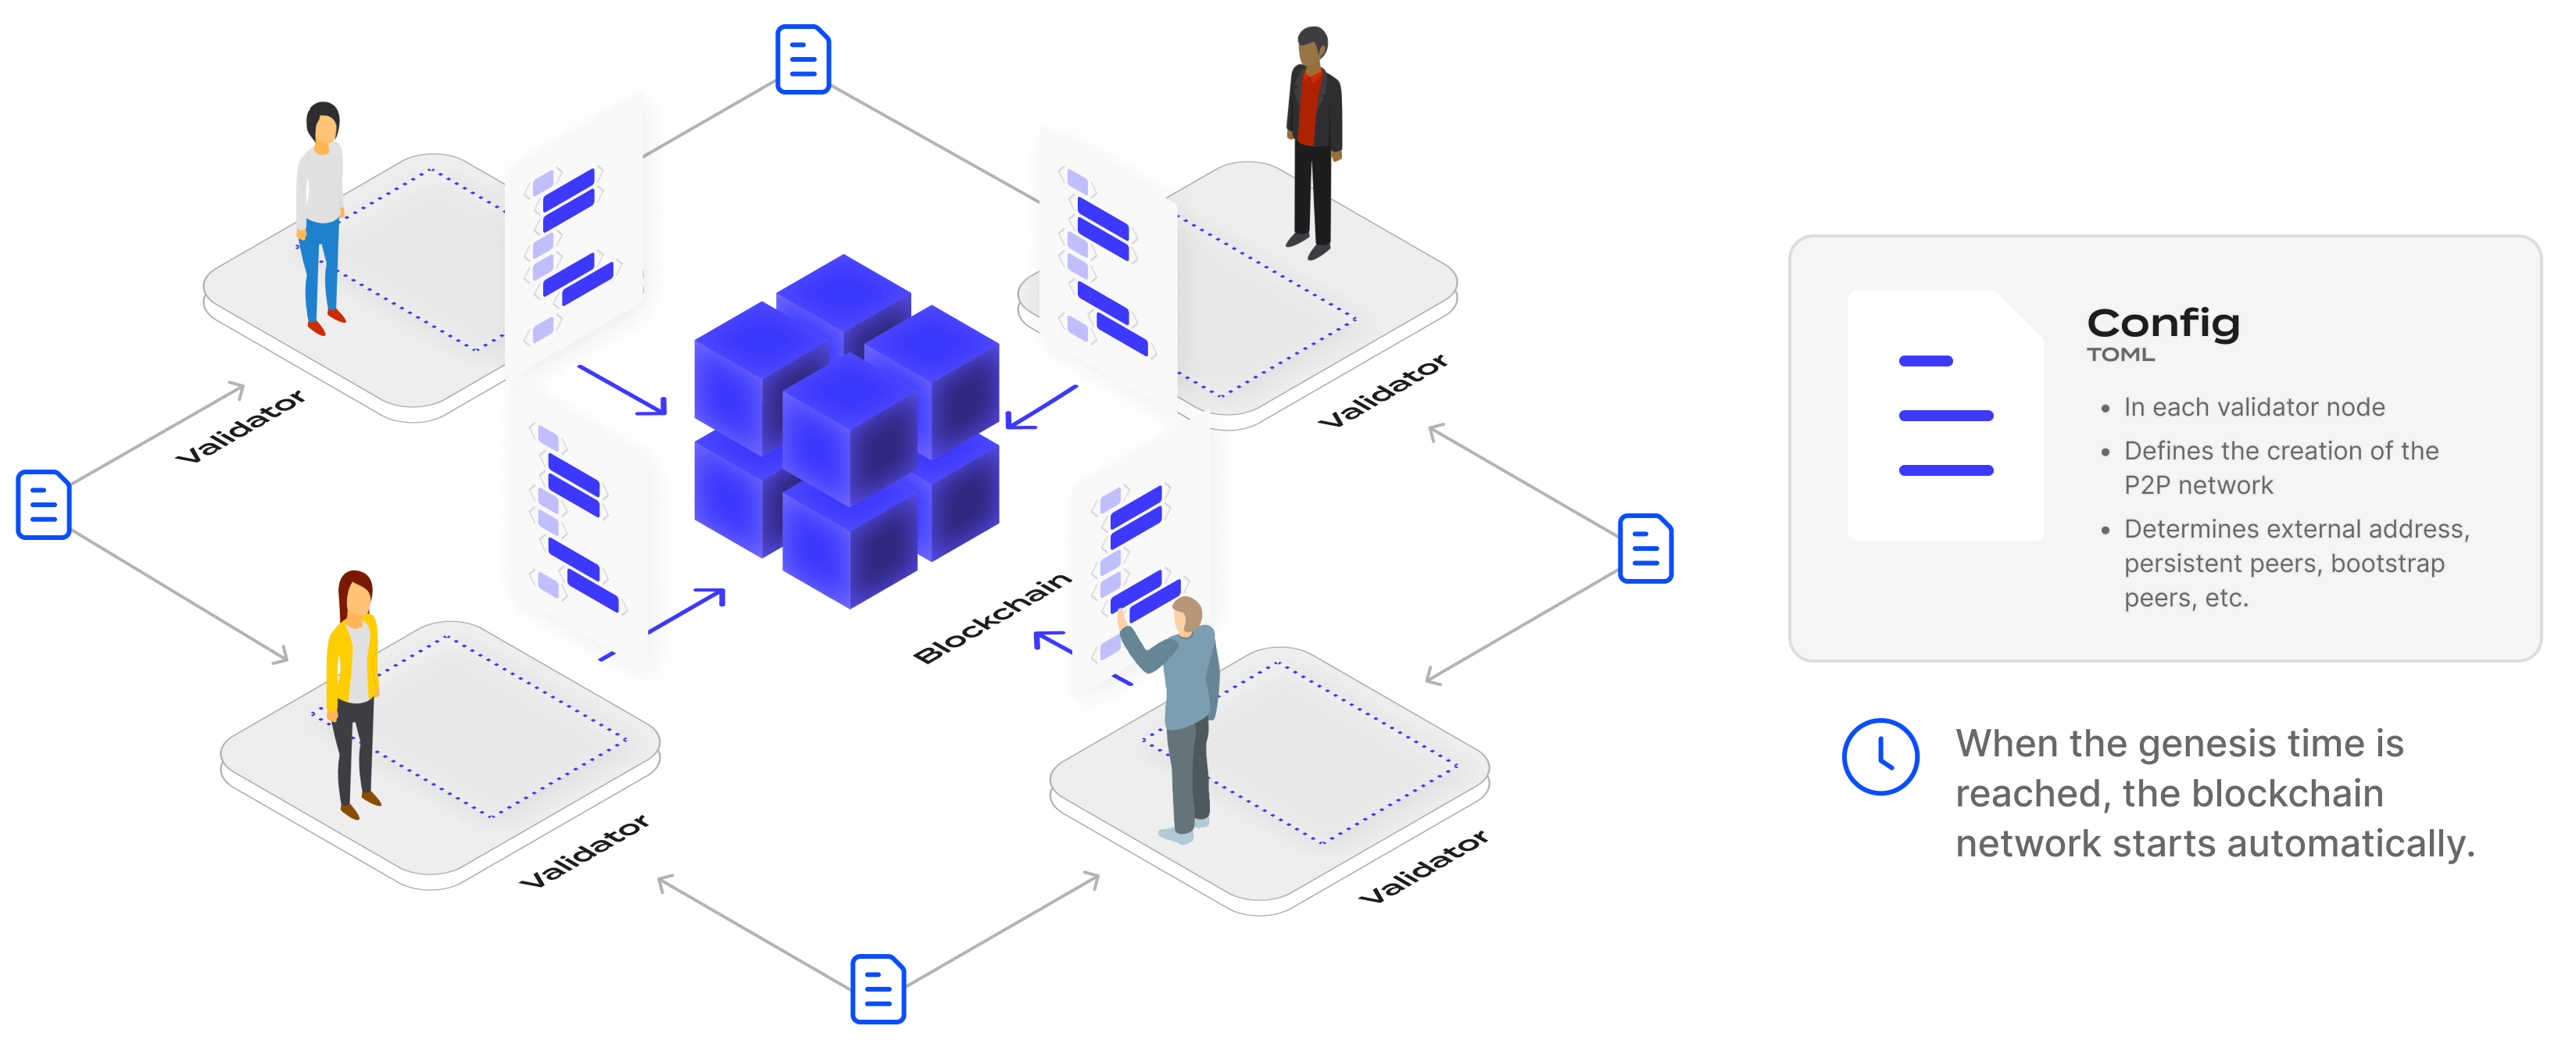 Validator
Validator
Blockchain
Validator
Validator
Config
TOML
• In each validator node
• Defines the creation of the
P2P network
• Determines external address,
persistent peers, bootstrap
peers, etc.
When the genesis time is
reached, the blockchain
network starts automatically.